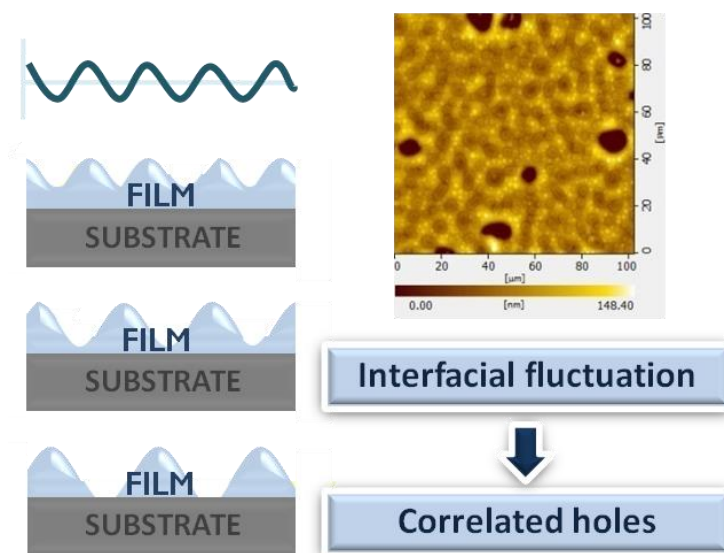 100
80
60
[µm]
40
20
0
0 20 40 60 80 100
[µm]
0.00 [nm] 148.40
FILM
SUBSTRATE
FILM
SUBSTRATE
Interfacial fluctuation
FILM
SUBSTRATE
Correlated holes